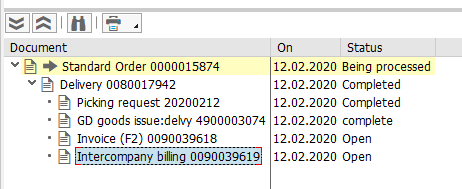 Document On Status
Standard Order 0000015874 12.02.2020 Being processed
Delivery 0080017942 12.02.2020 Completed
Picking request 20200212 12.02.2020 Completed
GD goods issue:delvy 4900003074 12.02.2020 complete
Invoice (F2) 0090039618 12.02.2020 Open
Intercompany billing 0090039619 12.02.2020 Open